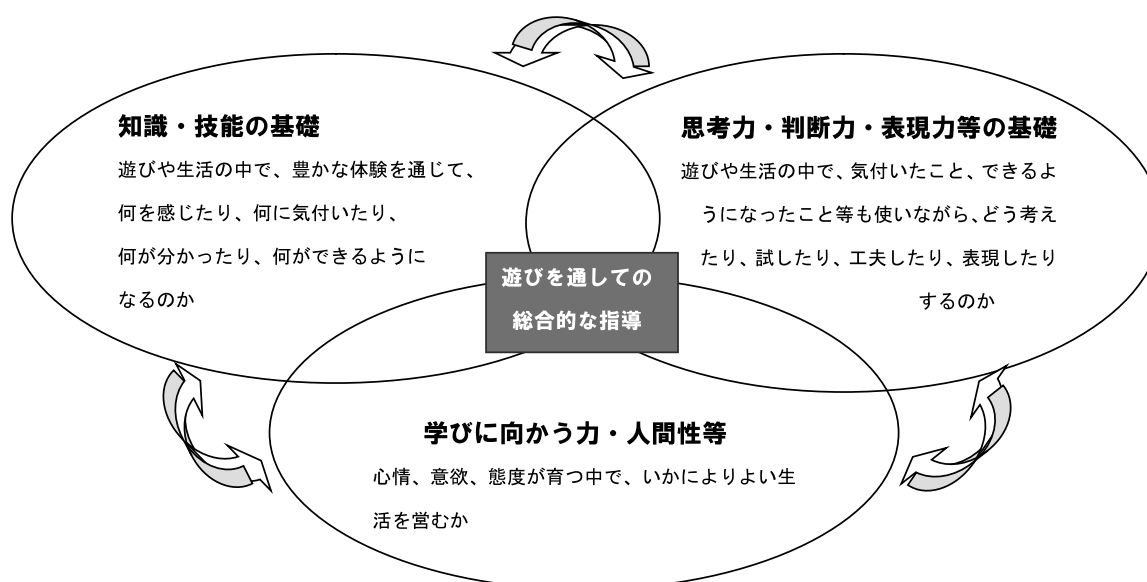 知識・技能の基礎
遊びや生活の中で、豊かな体験を通じて、
何を感じたり、何に気付いたり、
何が分かったり、何ができるように
なるのか
思考力・判断力・表現力等の基礎
遊びや生活の中で、気付いたこと、できるよ
うになったこと等も使いながら、どう考え
たり、試したり、工夫したり、表現したり
するのか
遊びを通しての
総合的な指導
学びに向かう力・人間性等
心情、意欲、態度が育つ中で、いかによりよい生
活を営むか